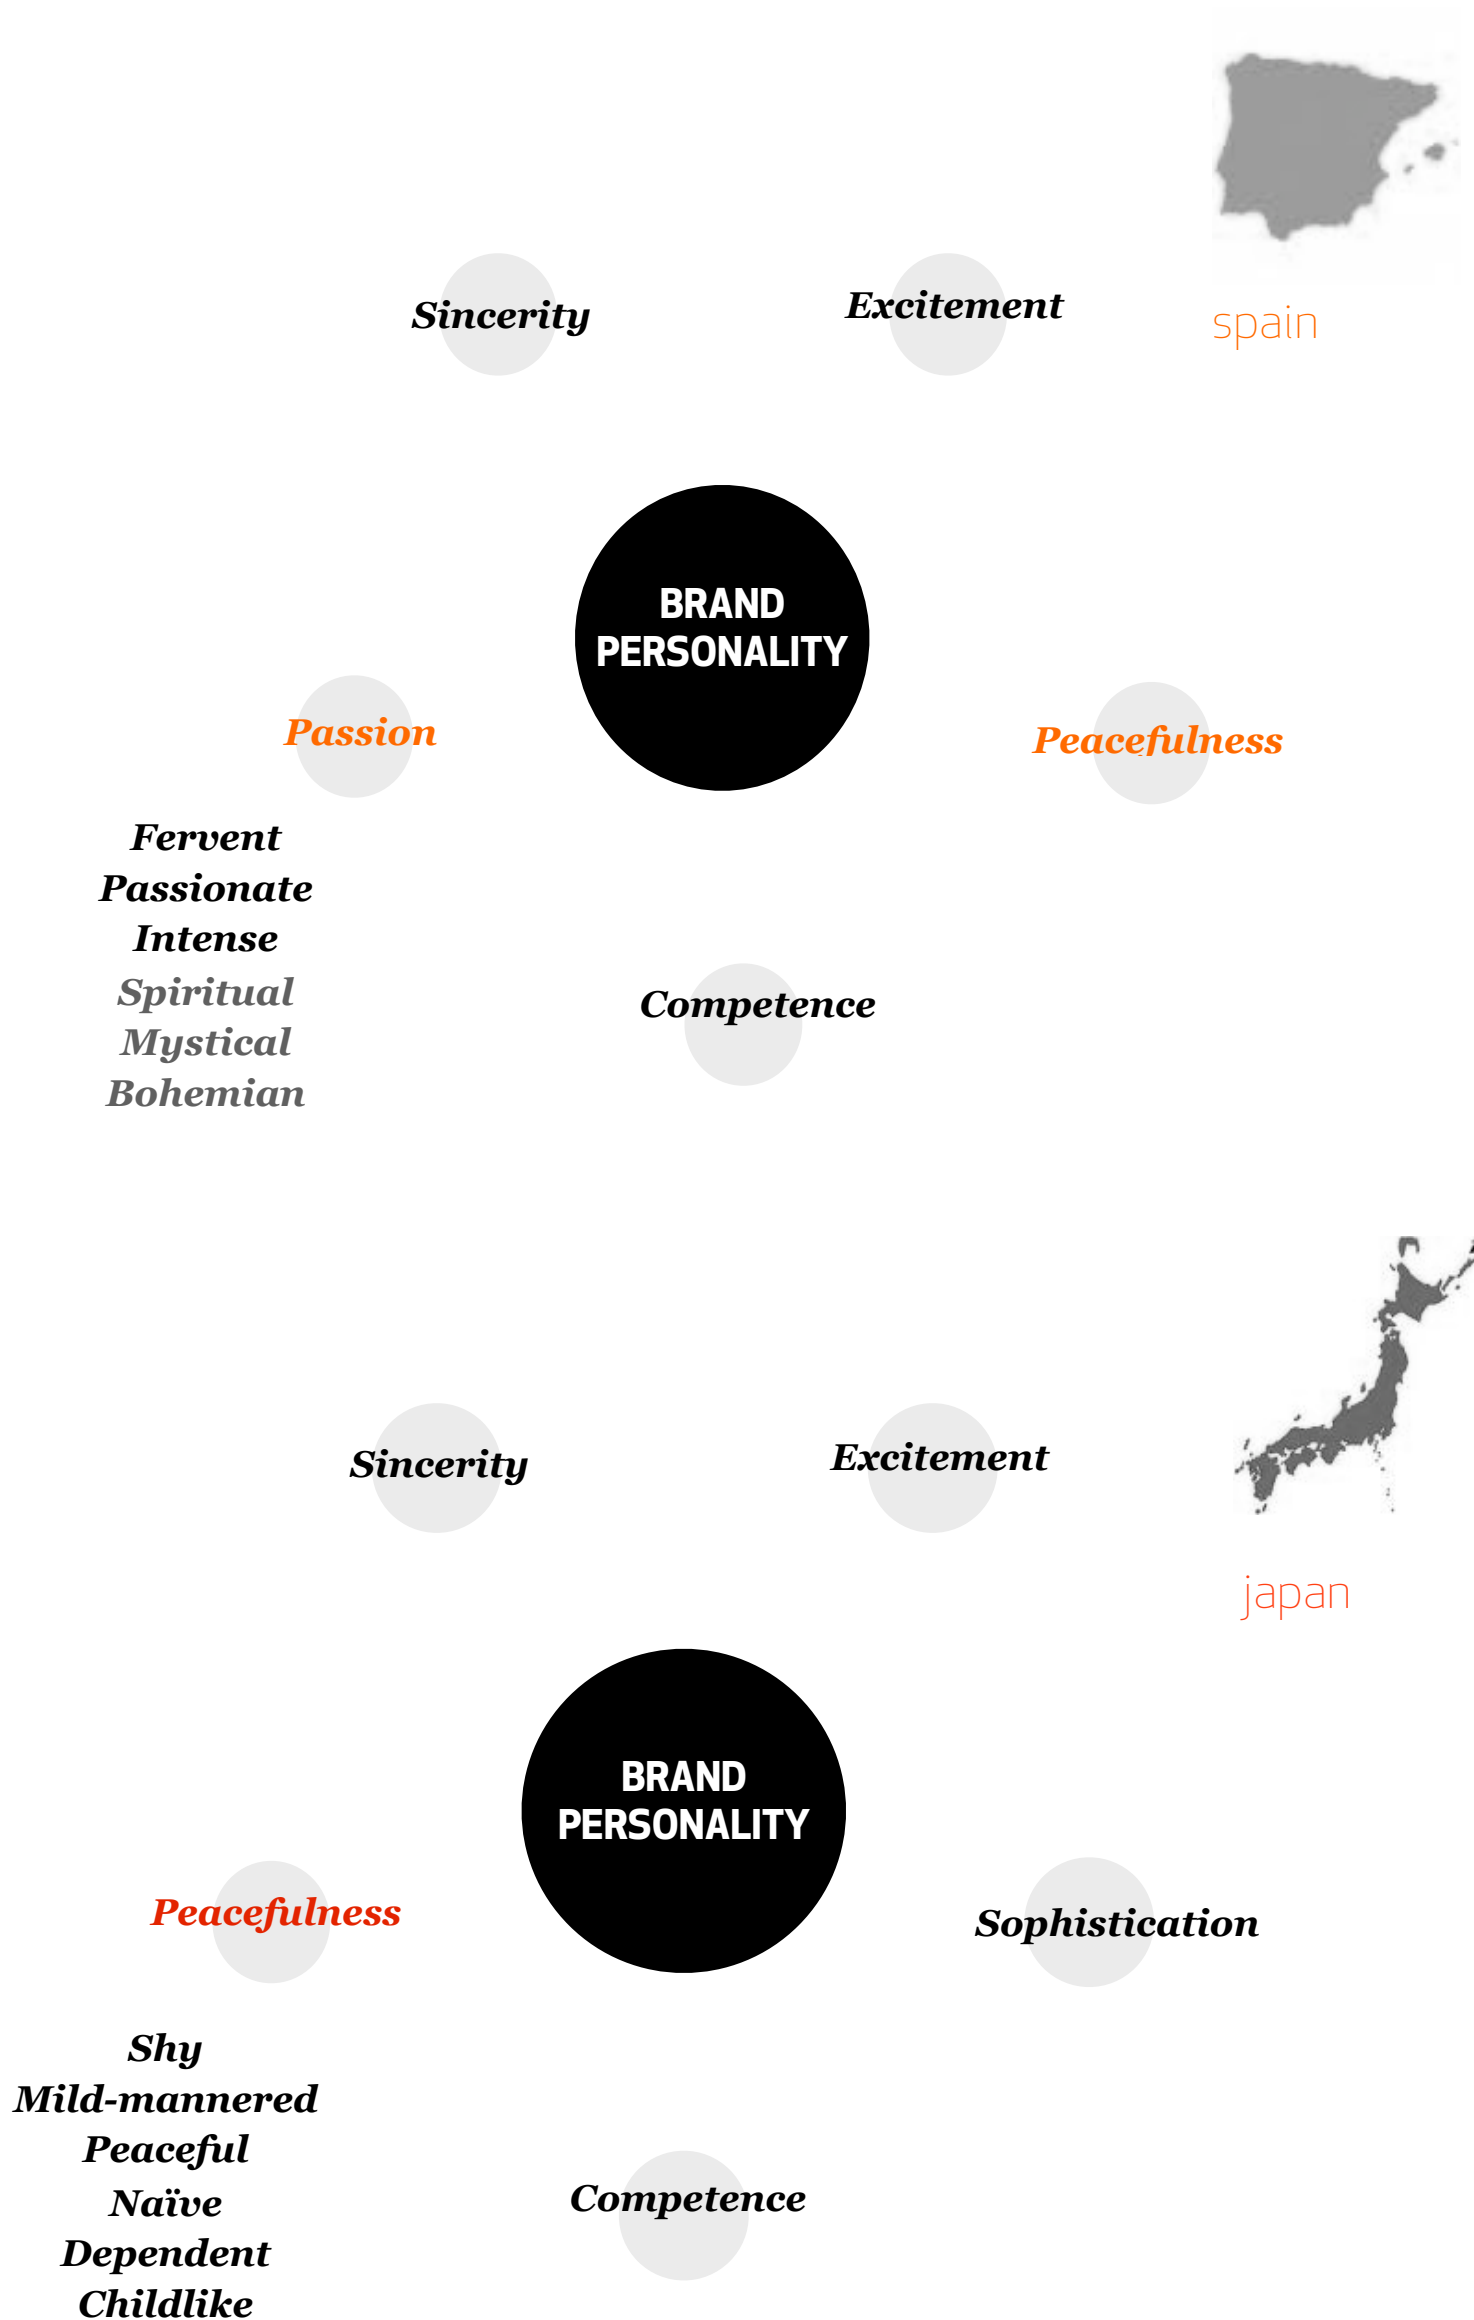 Sincerity
Excitement
spain
BRAND
PERSONALITY
Passion
Peacefulness
Fervent
Passionate
Intense
Spiritual
Mystical
Bohemian
Competence
Sincerity
Excitement
japan
BRAND
PERSONALITY
Peacefulness
Sophistication
Shy
Mild-mannered
Peaceful
Naïve
Dependent
Childlike
Competence